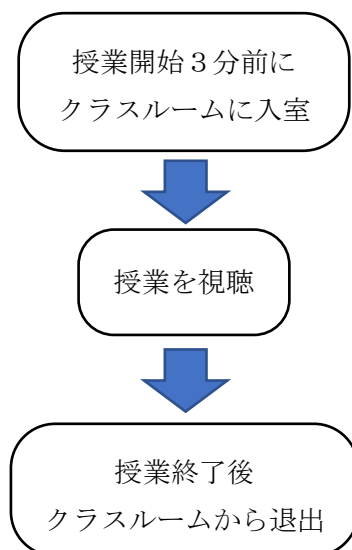 授業開始３分前に
クラスルームに入室
授業を視聴
授業終了後
クラスルームから退出